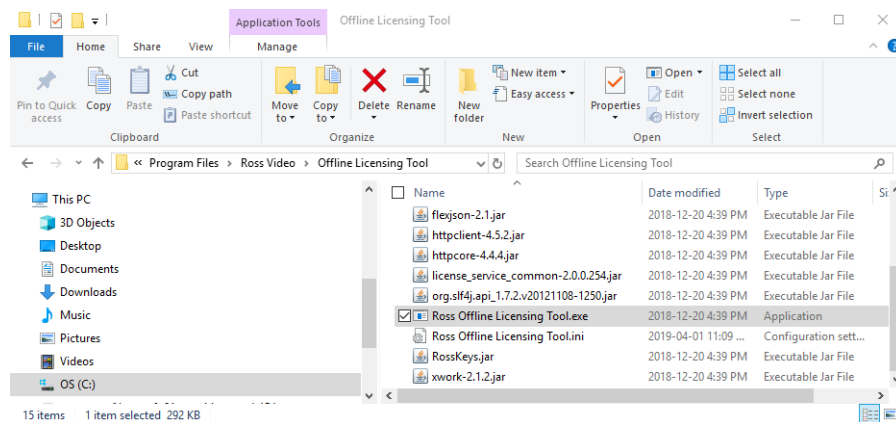 Application Tools Offline Licensing Tool
File Home Share View Manage
Pin to Quick access
Copy
Paste
Cut
Copy path
Paste shortcut
Clipboard
Move to
Copy to
Delete
Rename
Organize
New folder
New item
Easy access
New
Properties
Open
Edit
History
Open
Select all
Select none
Invert selection
Select
« Program Files > Ross Video > Offline Licensing Tool
Search Offline Licensing Tool
This PC
3D Objects
Desktop
Documents
Downloads
Music
Pictures
Videos
OS (C:)
Name Date modified Type
flexjson-2.1.jar 2018-12-20 4:39 PM Executable Jar File
httpclient-4.5.2.jar 2018-12-20 4:39 PM Executable Jar File
httpcore-4.4.4.jar 2018-12-20 4:39 PM Executable Jar File
license_service_common-2.0.0.254.jar 2018-12-20 4:39 PM Executable Jar File
org.slf4j.api_1.7.2.v20121108-1250.jar 2018-12-20 4:39 PM Executable Jar File
Ross Offline Licensing Tool.exe 2018-12-20 4:39 PM Application
Ross Offline Licensing Tool.ini 2019-04-01 11:09 ... Configuration sett...
RossKeys.jar 2018-12-20 4:39 PM Executable Jar File
xwork-2.1.2.jar 2018-12-20 4:39 PM Executable Jar File
15 items 1 item selected 292 KB